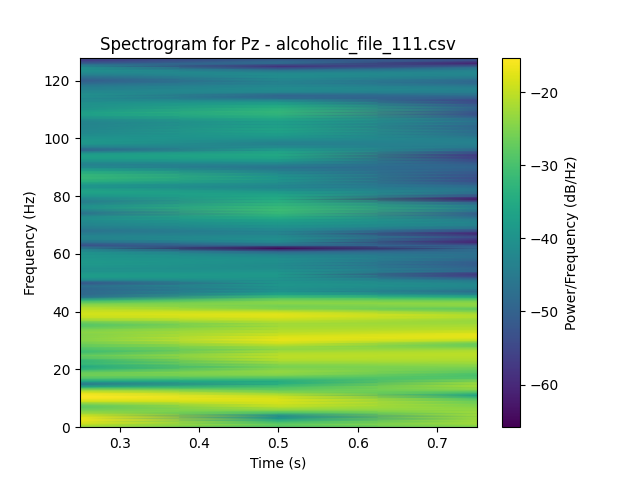 Spectrogram for Pz - alcoholic_file_111.csv
120
100
80
60
40
20
0
Frequency (Hz)
0.3 0.4 0.5 0.6 0.7
Time (s)
−20
−30
−40
−50
−60
Power/Frequency (dB/Hz)